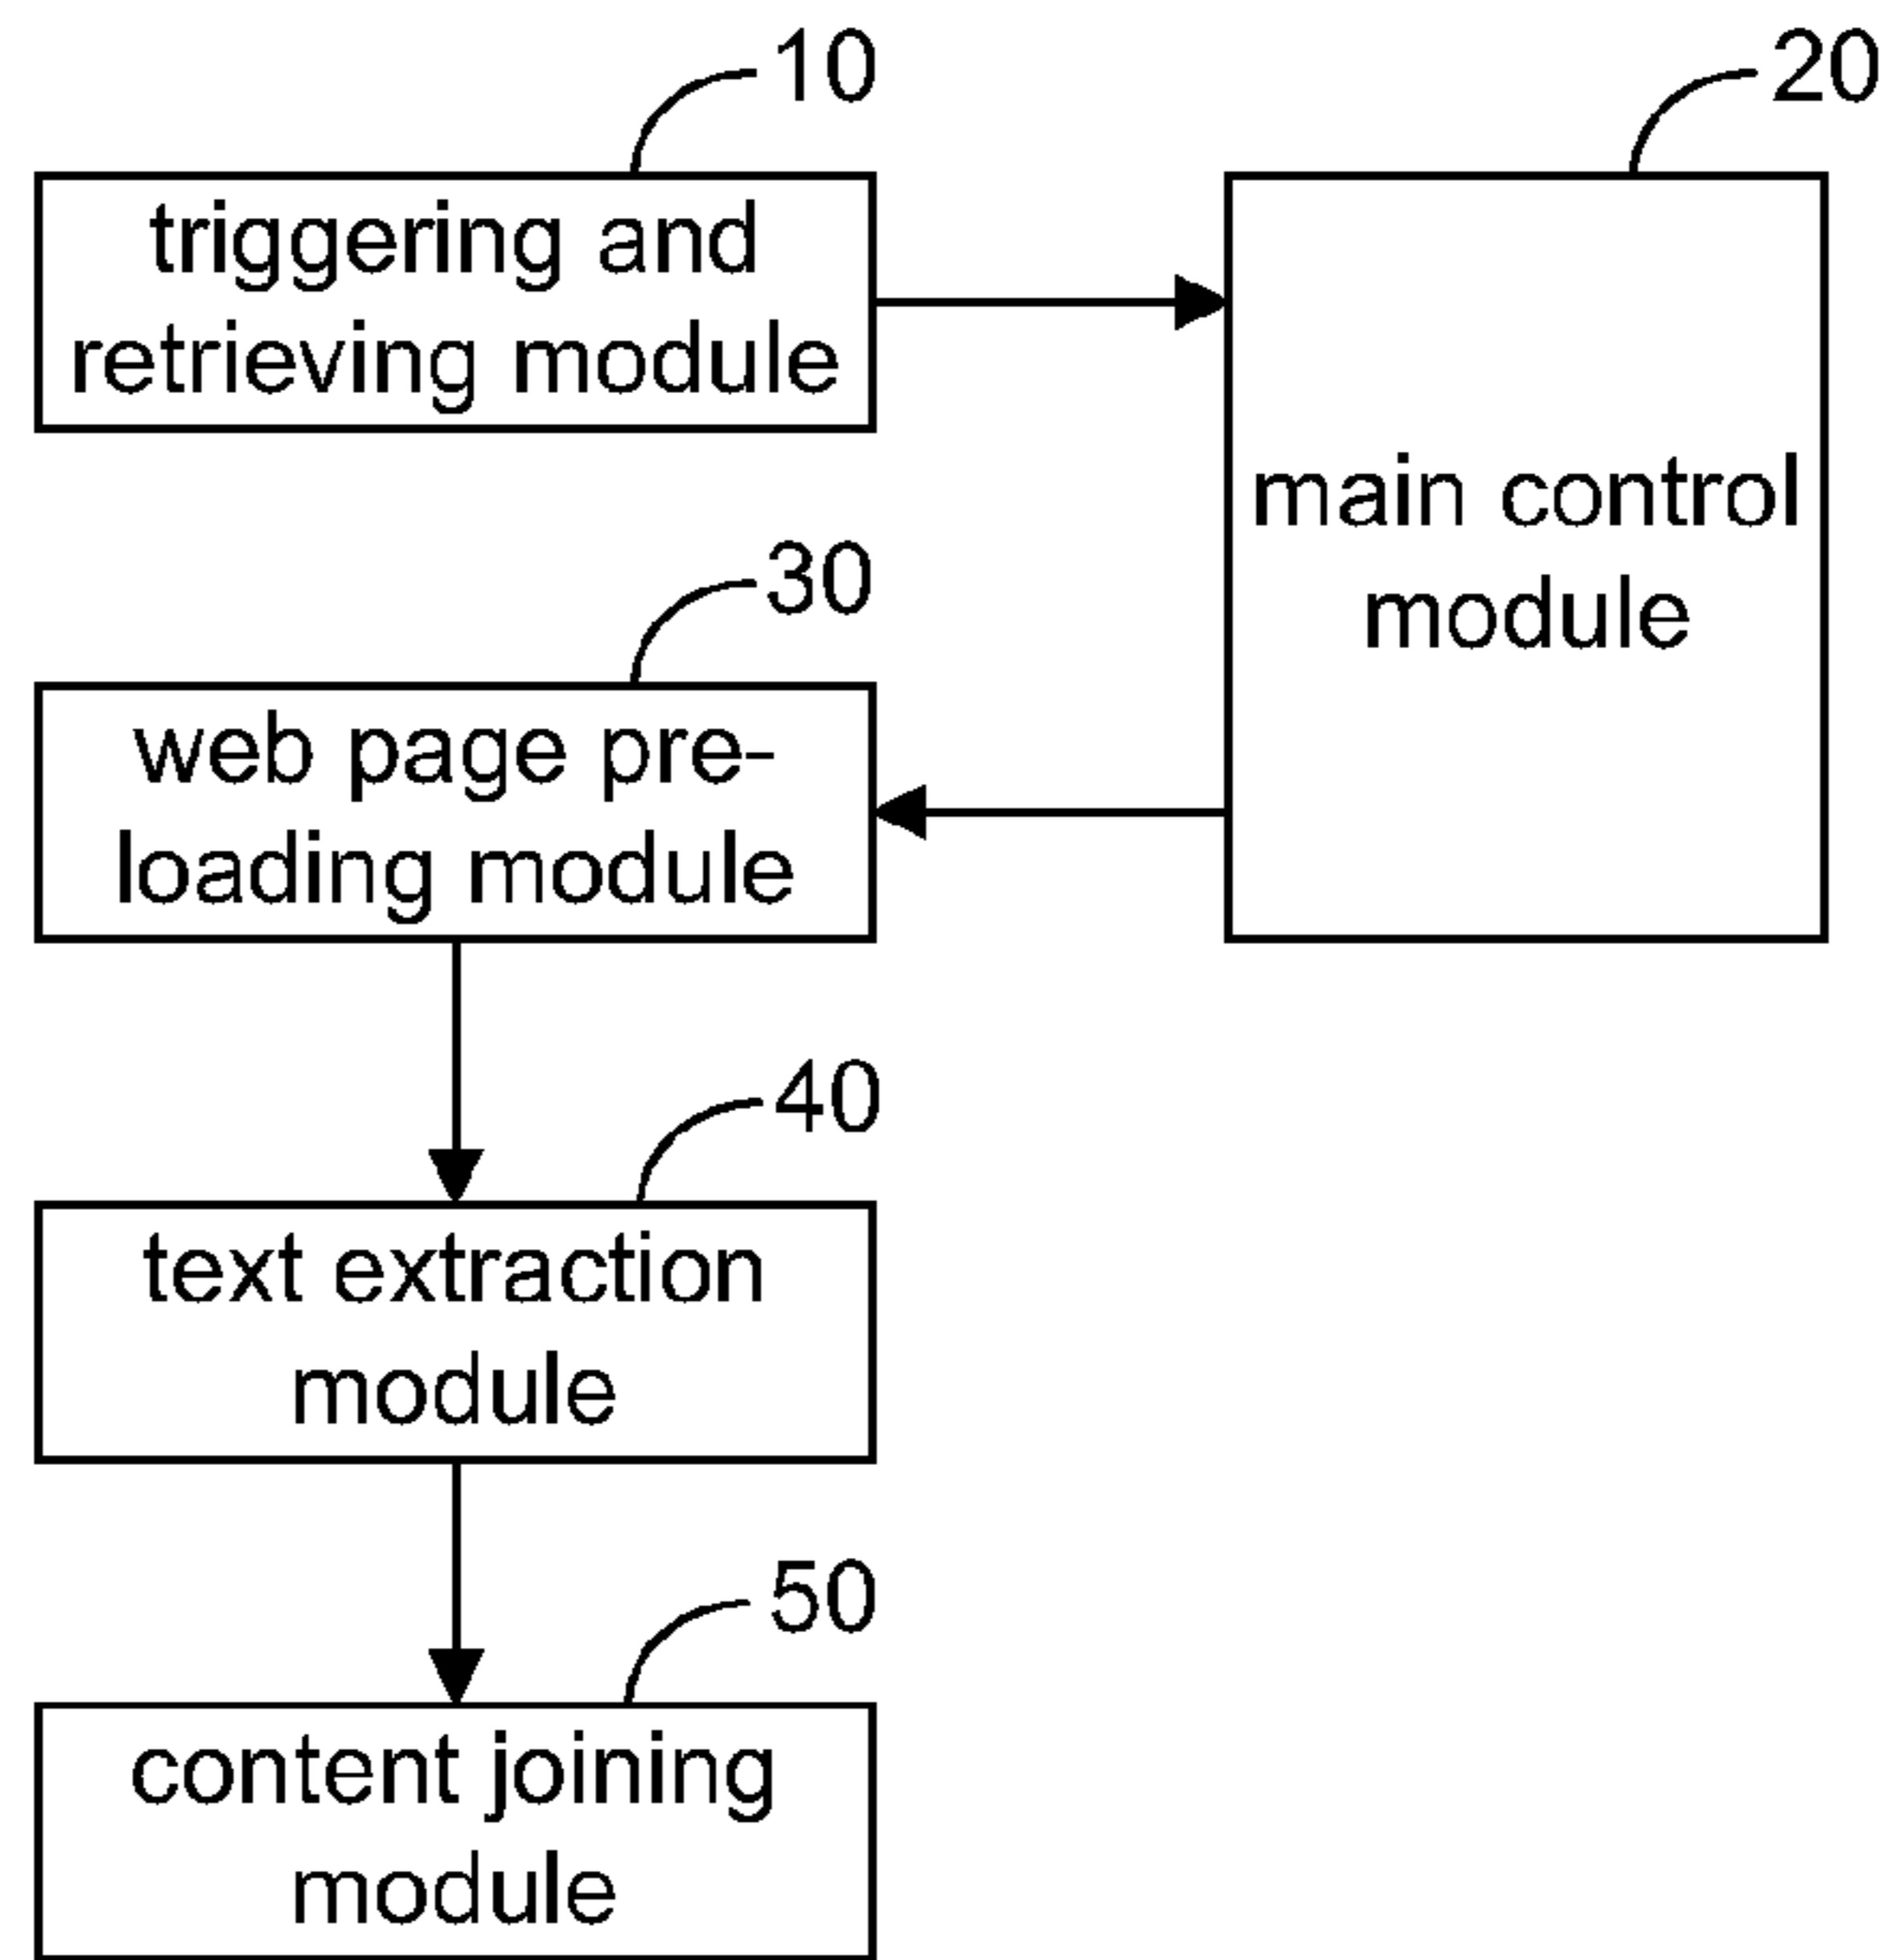 10
triggering and
retrieving module
20
main control
module
30
web page pre-
loading module
40
text extraction
module
50
content joining
module